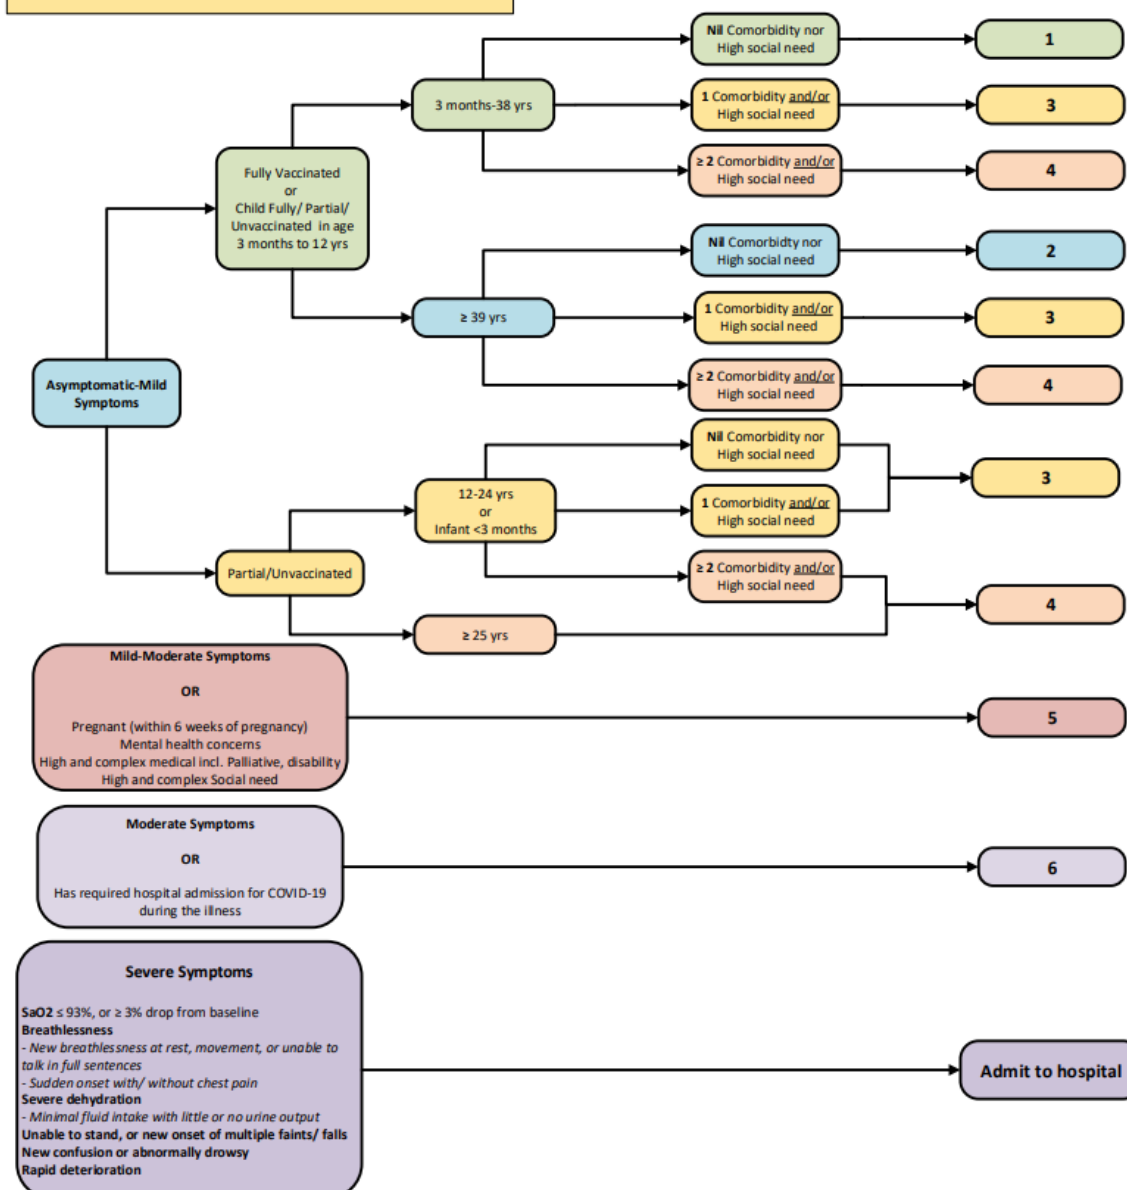 Nil Comorbidity nor
High social need
1
3 months-38 yrs
1 Comorbidity and/or
High social need
3
≥ 2 Comorbidity and/or
High social need
4
Fully Vaccinated
or
Child Fully/ Partial/
Unvaccinated in age
3 months to 12 yrs
Nil Comorbidty nor
High social need
2
≥ 39 yrs
1 Comorbidity and/or
High social need
3
≥ 2 Comorbidity and/or
High social need
4
Asymptomatic-Mild
Symptoms
Nil Comorbidity nor
High social need
12-24 yrs
or
Infant <3 months
1 Comorbidity and/or
High social need
3
Partial/Unvaccinated
≥ 2 Comorbidity and/or
High social need
≥ 25 yrs
4
Mild-Moderate Symptoms
OR
Pregnant (within 6 weeks of pregnancy)
Mental health concerns
High and complex medical incl. Palliative, disability
High and complex Social need
5
Moderate Symptoms
OR
Has required hospital admission for COVID-19
during the illness
6
Severe Symptoms
SaO2 ≤ 93%, or ≥ 3% drop from baseline
Breathlessness
- New breathlessness at rest, movement, or unable to
talk in full sentences
- Sudden onset with/ without chest pain
Severe dehydration
- Minimal fluid intake with little or no urine output
Unable to stand, or new onset of multiple faints/ falls
New confusion or abnormally drowsy
Rapid deterioration
Admit to hospital